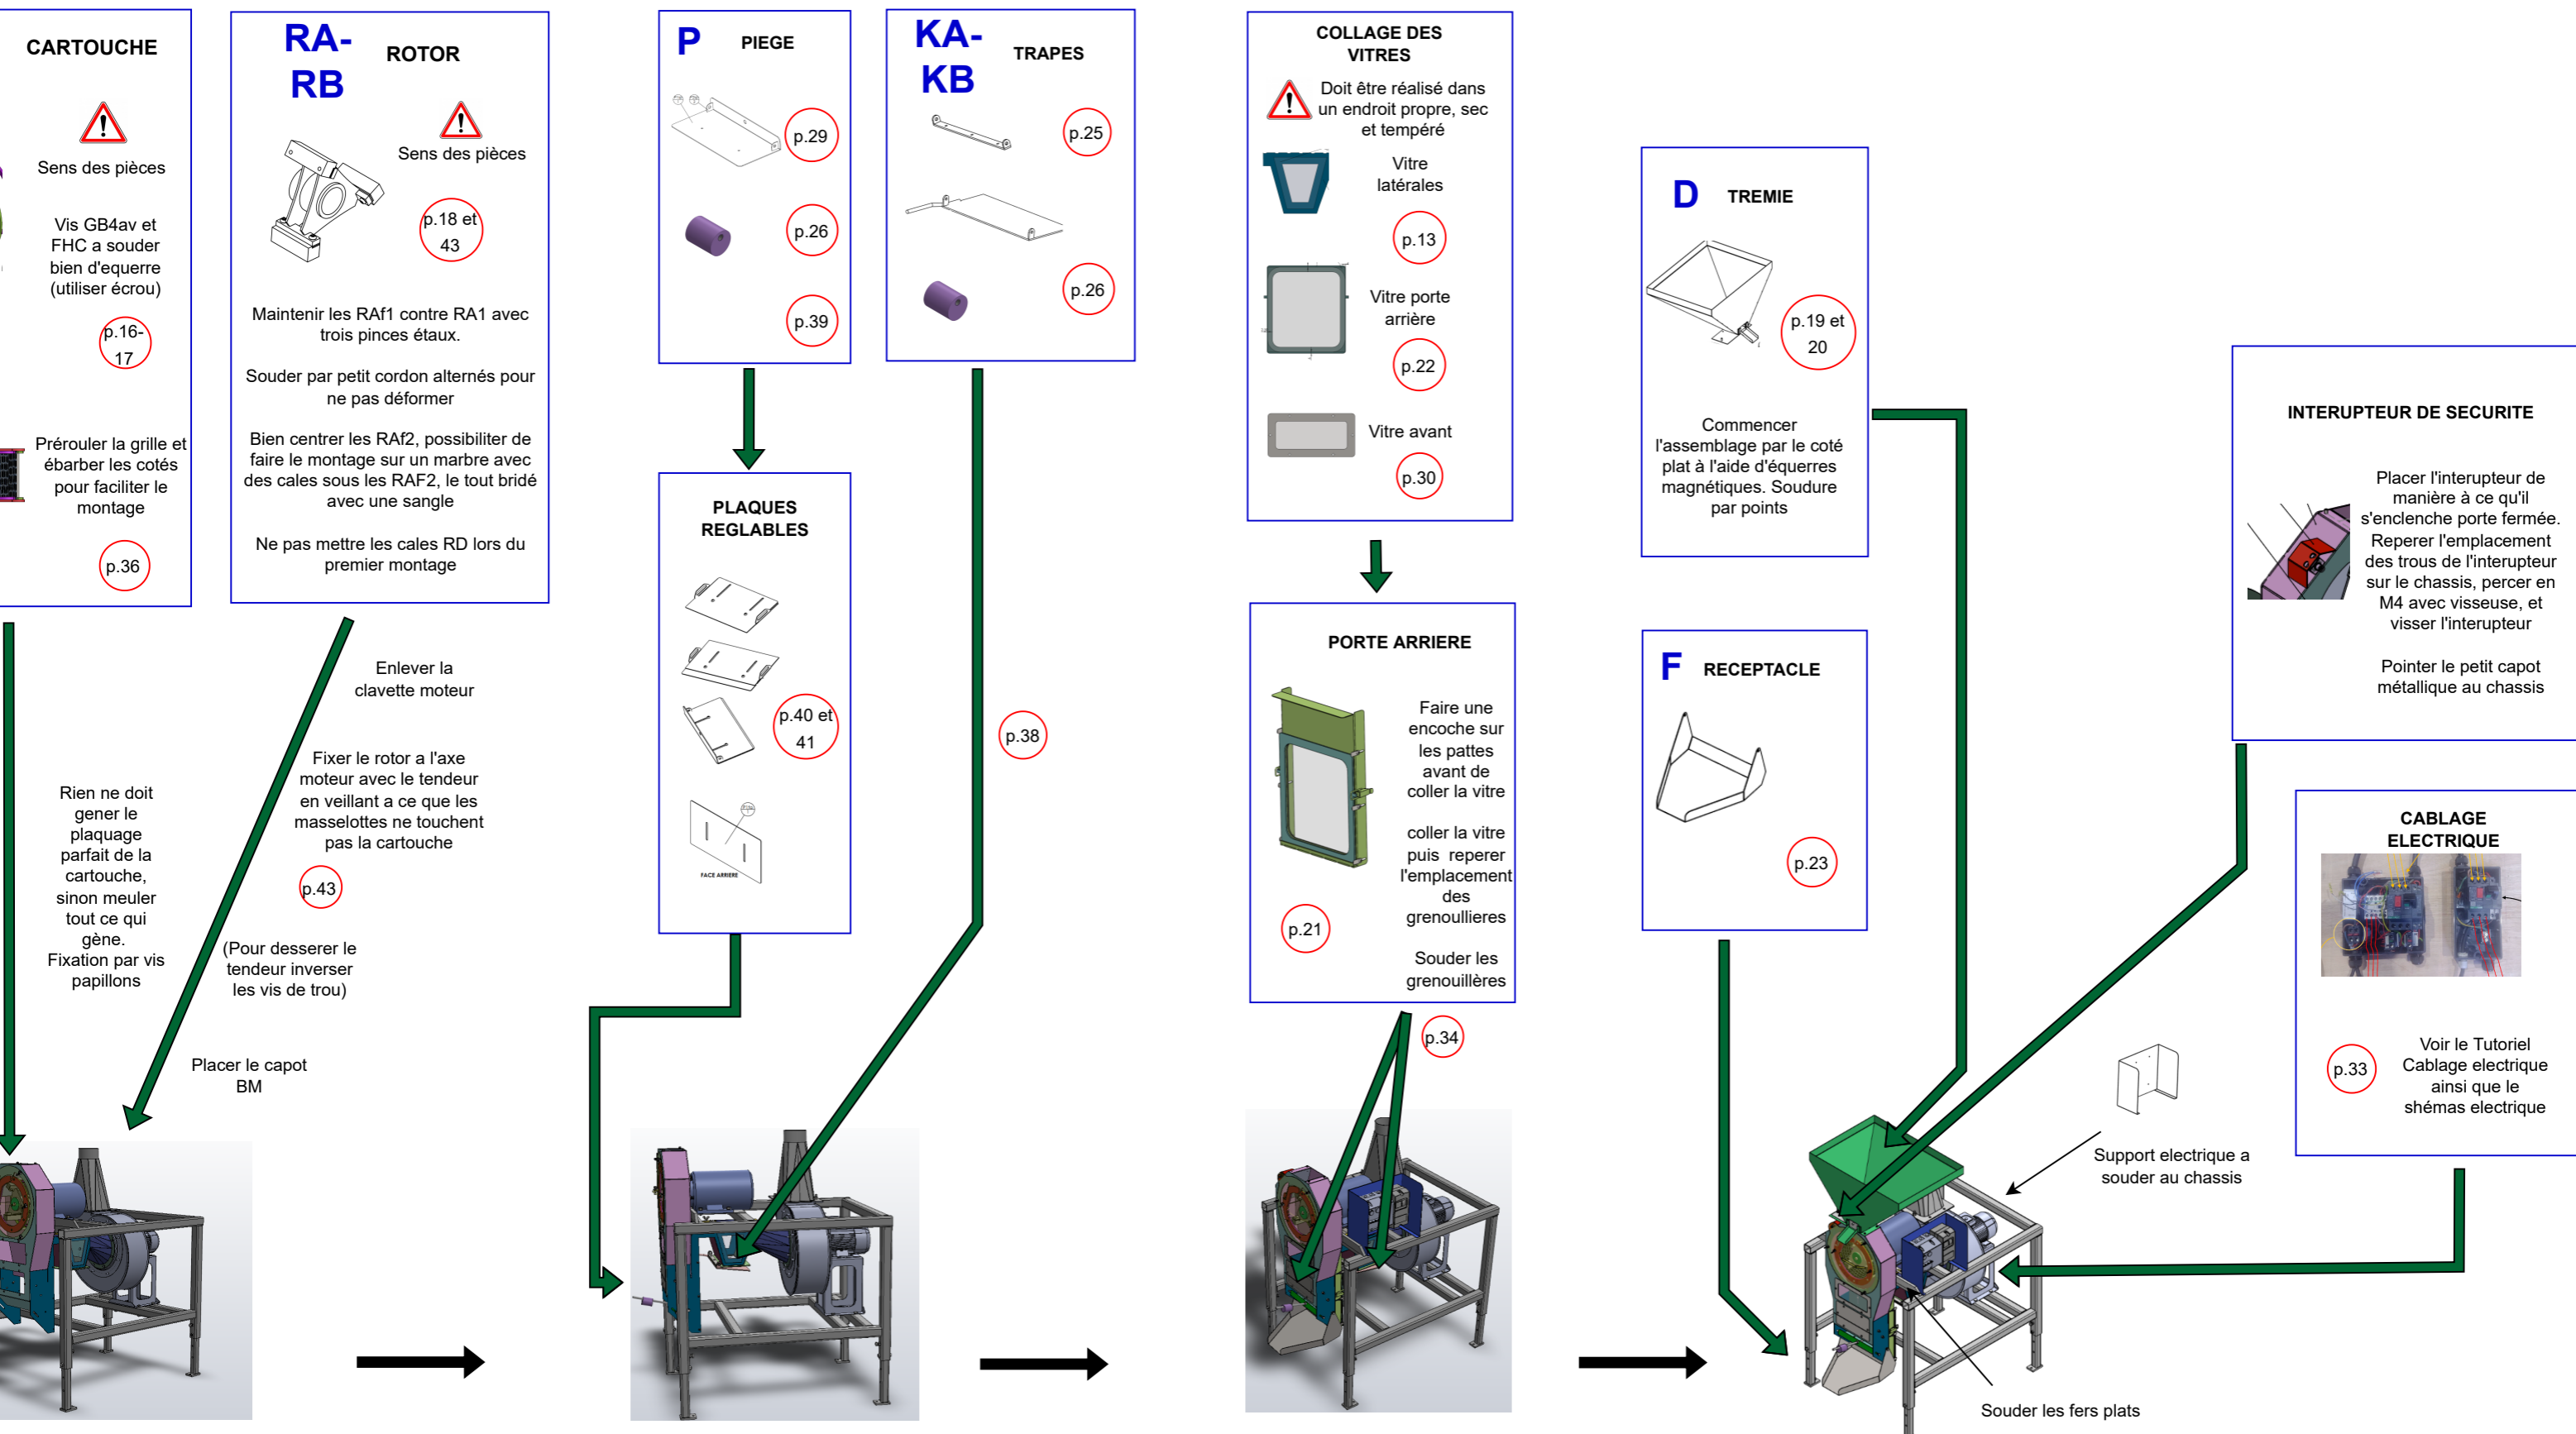 CARTOUCHE
Sens des pièces
Vis GB4av et
FHC a souder
bien d'equerre
(utiliser écrou)
p.16-
17
Prérouler la grille et
ébarber les cotés
pour faciliter le
montage
p.36
Rien ne doit
gener le
plaquage
parfait de la
cartouche,
sinon meuler
tout ce qui
gène.
Fixation par vis
papillons
RA-
RB
ROTOR
Sens des pièces
p.18 et
43
Maintenir les RAf1 contre RA1 avec
trois pinces étaux.
Souder par petit cordon alternés pour
ne pas déformer
Bien centrer les RAf2, possibiliter de
faire le montage sur un marbre avec
des cales sous les RAF2, le tout bridé
avec une sangle
Ne pas mettre les cales RD lors du
premier montage
Enlever la
clavette moteur
Fixer le rotor a l'axe
moteur avec le tendeur
en veillant a ce que les
masselottes ne touchent
pas la cartouche
p.43
(Pour desserer le
tendeur inverser
les vis de trou)
Placer le capot
BM
P
PIEGE
p.29
p.26
p.39
PLAQUES
REGLABLES
p.40 et
41
FACE ARRIERE
KA-
KB
TRAPES
p.25
p.26
p.38
COLLAGE DES
VITRES
Doit être réalisé dans
un endroit propre, sec
et tempéré
Vitre
latérales
p.13
Vitre porte
arrière
p.22
Vitre avant
p.30
PORTE ARRIERE
Faire une
encoche sur
les pattes
avant de
coller la vitre
coller la vitre
puis reperer
l'emplacement
des
grenoullieres
Souder les
grenouillères
p.21
p.34
D
TREMIE
p.19 et
20
Commencer
l'assemblage par le coté
plat à l'aide d'équerres
magnétiques. Soudure
par points
F
RECEPTACLE
p.23
INTERUPTEUR DE SECURITE
Placer l'interupteur de
manière à ce qu'il
s'enclenche porte fermée.
Reperer l'emplacement
des trous de l'interupteur
sur le chassis, percer en
M4 avec visseuse, et
visser l'interupteur
Pointer le petit capot
métallique au chassis
CABLAGE
ELECTRIQUE
p.33
Voir le Tutoriel
Cablage electrique
ainsi que le
shémas electrique
Support electrique a
souder au chassis
Souder les fers plats